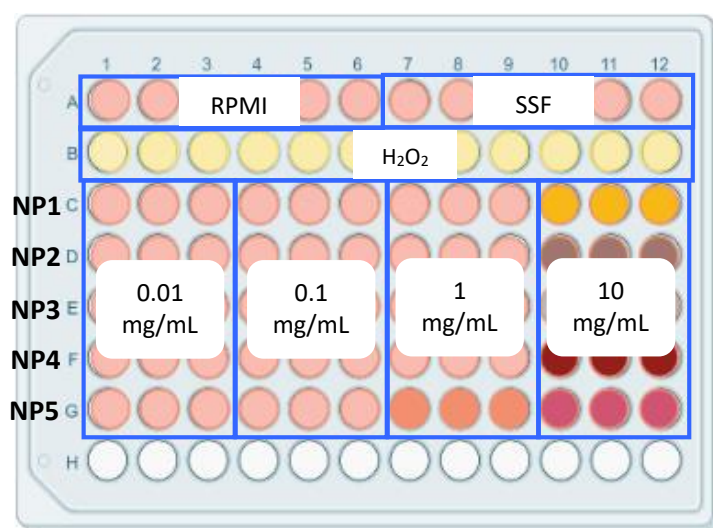 1 2 3 4 5 6 7 8 9 10 11 12
A RPMI SSF
B H₂O₂
NP1 C
NP2 D
0.01 0.1 1 10
NP3 E
mg/mL mg/mL mg/mL mg/mL
NP4 F
NP5 G
H